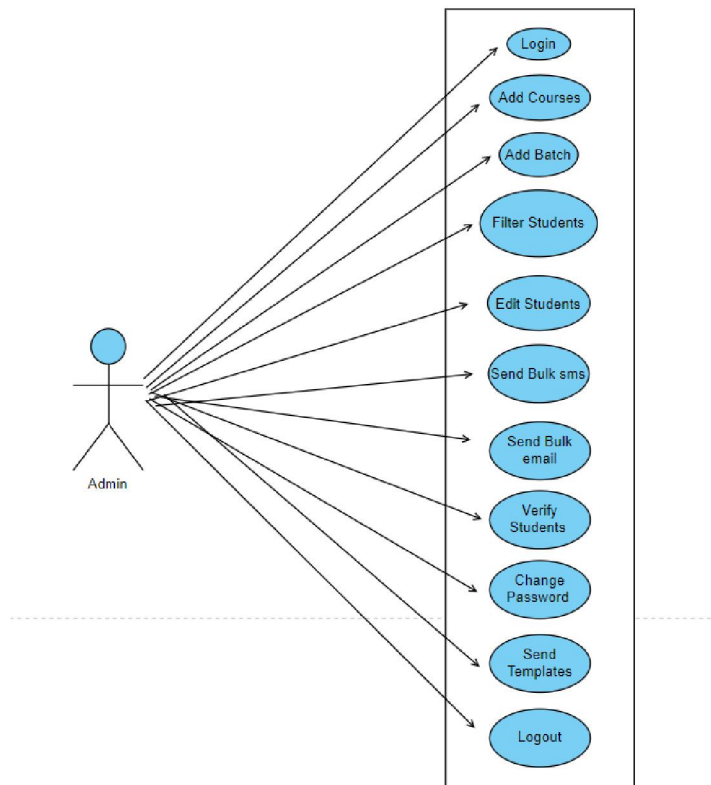 Login
Add Courses
Add Batch
Filter Students
Edit Students
Send Bulk sms
Send Bulk
email
Admin
Verify
Students
Change
Password
Send
Templates
Logout